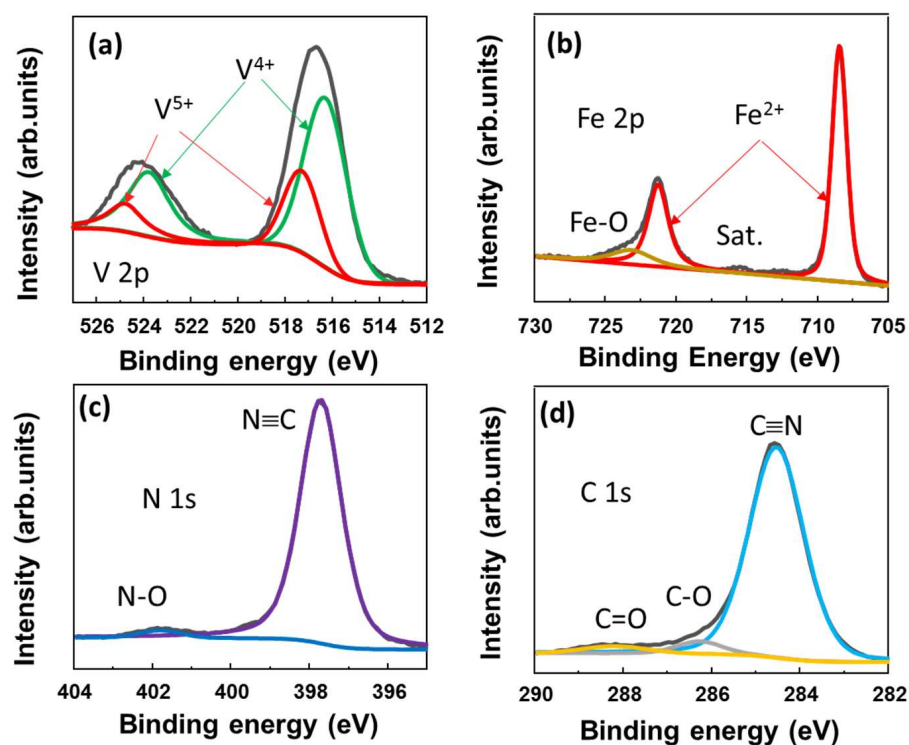 (a)
V⁴⁺
V⁵⁺
V 2p
Intensity (arb.units)
526 524 522 520 518 516 514 512
Binding energy (eV)
(b)
Fe 2p
Fe²⁺
Fe-O
Sat.
Intensity (arb.units)
730 725 720 715 710 705
Binding Energy (eV)
(c)
N≡C
N 1s
N-O
Intensity (arb.units)
404 402 400 398 396
Binding energy (eV)
(d)
C≡N
C 1s
C-O
C=O
Intensity (arb.units)
290 288 286 284 282
Binding energy (eV)